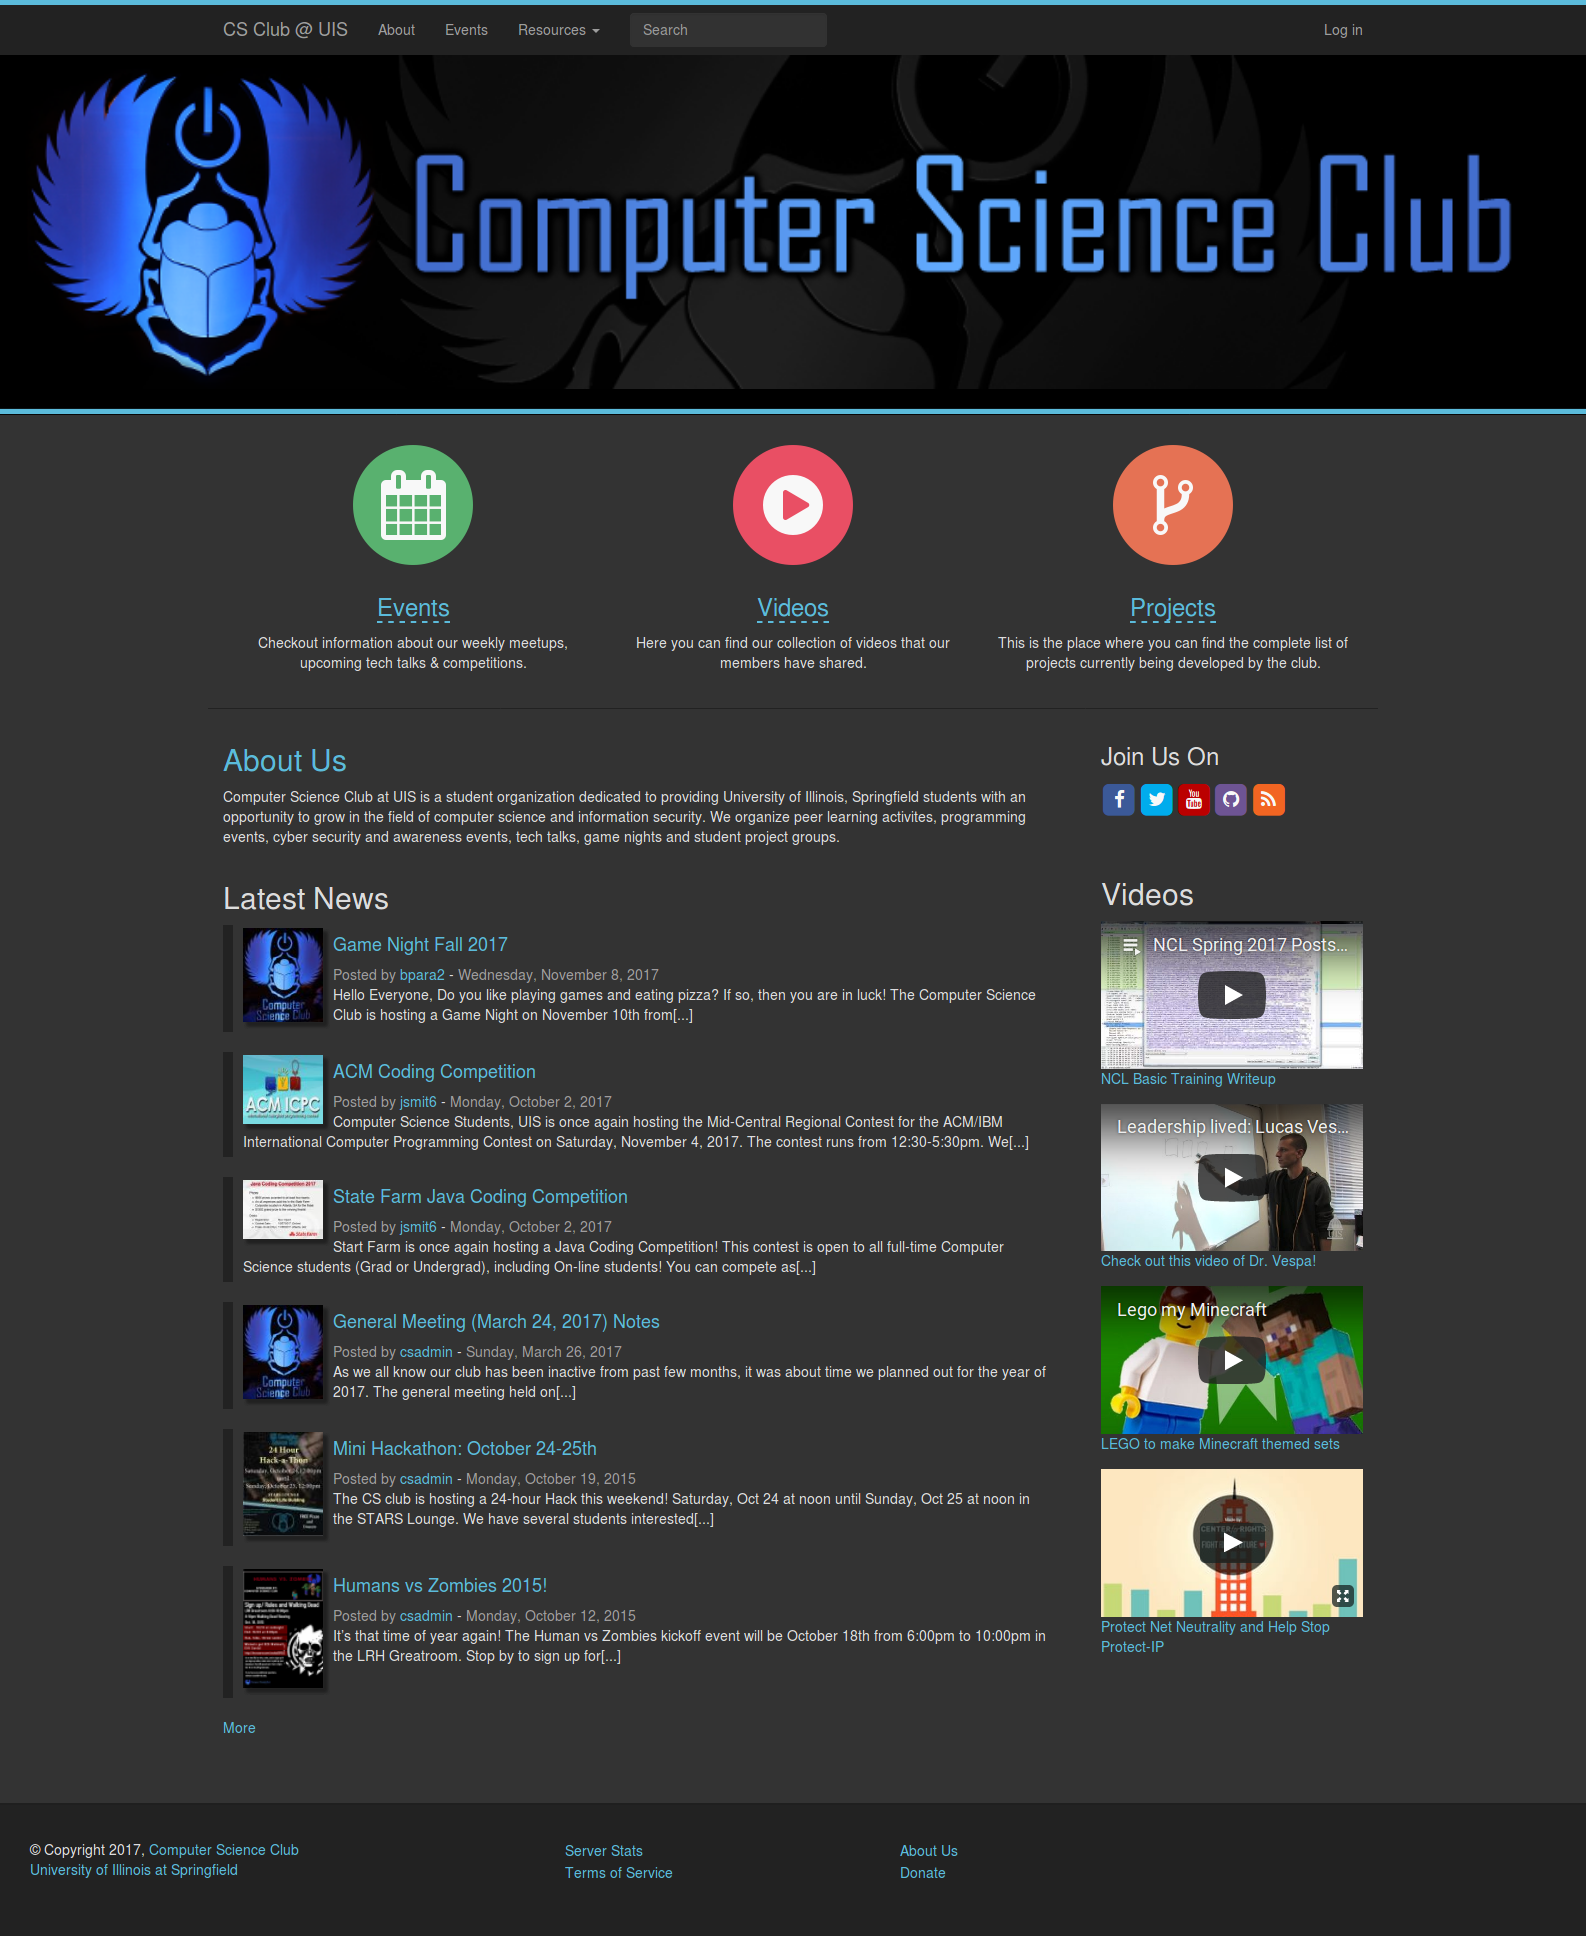 CS Club @ UIS
About
Events
Resources
Search
Log in
Computer Science Club
Events
Checkout information about our weekly meetups,
upcoming tech talks & competitions.
Videos
Here you can find our collection of videos that our
members have shared.
Projects
This is the place where you can find the complete list of
projects currently being developed by the club.
About Us
Computer Science Club at UIS is a student organization dedicated to providing University of Illinois, Springfield students with an
opportunity to grow in the field of computer science and information security. We organize peer learning activites, programming
events, cyber security and awareness events, tech talks, game nights and student project groups.
Join Us On
You
Tube
Latest News
Computer
Science Club
Game Night Fall 2017
Posted by bpara2 - Wednesday, November 8, 2017
Hello Everyone, Do you like playing games and eating pizza? If so, then you are in luck! The Computer Science
Club is hosting a Game Night on November 10th from[...]
ACM ICPC
ACM Coding Competition
Posted by jsmit6 - Monday, October 2, 2017
Computer Science Students, UIS is once again hosting the Mid-Central Regional Contest for the ACM/IBM
International Computer Programming Contest on Saturday, November 4, 2017. The contest runs from 12:30-5:30pm. We[...]
Java Coding Competition 2017
State Farm Java Coding Competition
Posted by jsmit6 - Monday, October 2, 2017
Start Farm is once again hosting a Java Coding Competition! This contest is open to all full-time Computer
Science students (Grad or Undergrad), including On-line students! You can compete as[...]
Computer
Science Club
General Meeting (March 24, 2017) Notes
Posted by csadmin - Sunday, March 26, 2017
As we all know our club has been inactive from past few months, it was about time we planned out for the year of
2017. The general meeting held on[...]
24 Hour
Hack-a-Thon
Mini Hackathon: October 24-25th
Posted by csadmin - Monday, October 19, 2015
The CS club is hosting a 24-hour Hack this weekend! Saturday, Oct 24 at noon until Sunday, Oct 25 at noon in
the STARS Lounge. We have several students interested[...]
Humans vs Zombies 2015!
Posted by csadmin - Monday, October 12, 2015
It's that time of year again! The Human vs Zombies kickoff event will be October 18th from 6:00pm to 10:00pm in
the LRH Greatroom. Stop by to sign up for[...]
More
Videos
NCL Spring 2017 Posts...
NCL Basic Training Writeup
Leadership lived: Lucas Ves...
UIS
Check out this video of Dr. Vespa!
Lego my Minecraft
LEGO to make Minecraft themed sets
Protect Net Neutrality and Help Stop
Protect-IP
© Copyright 2017, Computer Science Club
University of Illinois at Springfield
Server Stats
Terms of Service
About Us
Donate